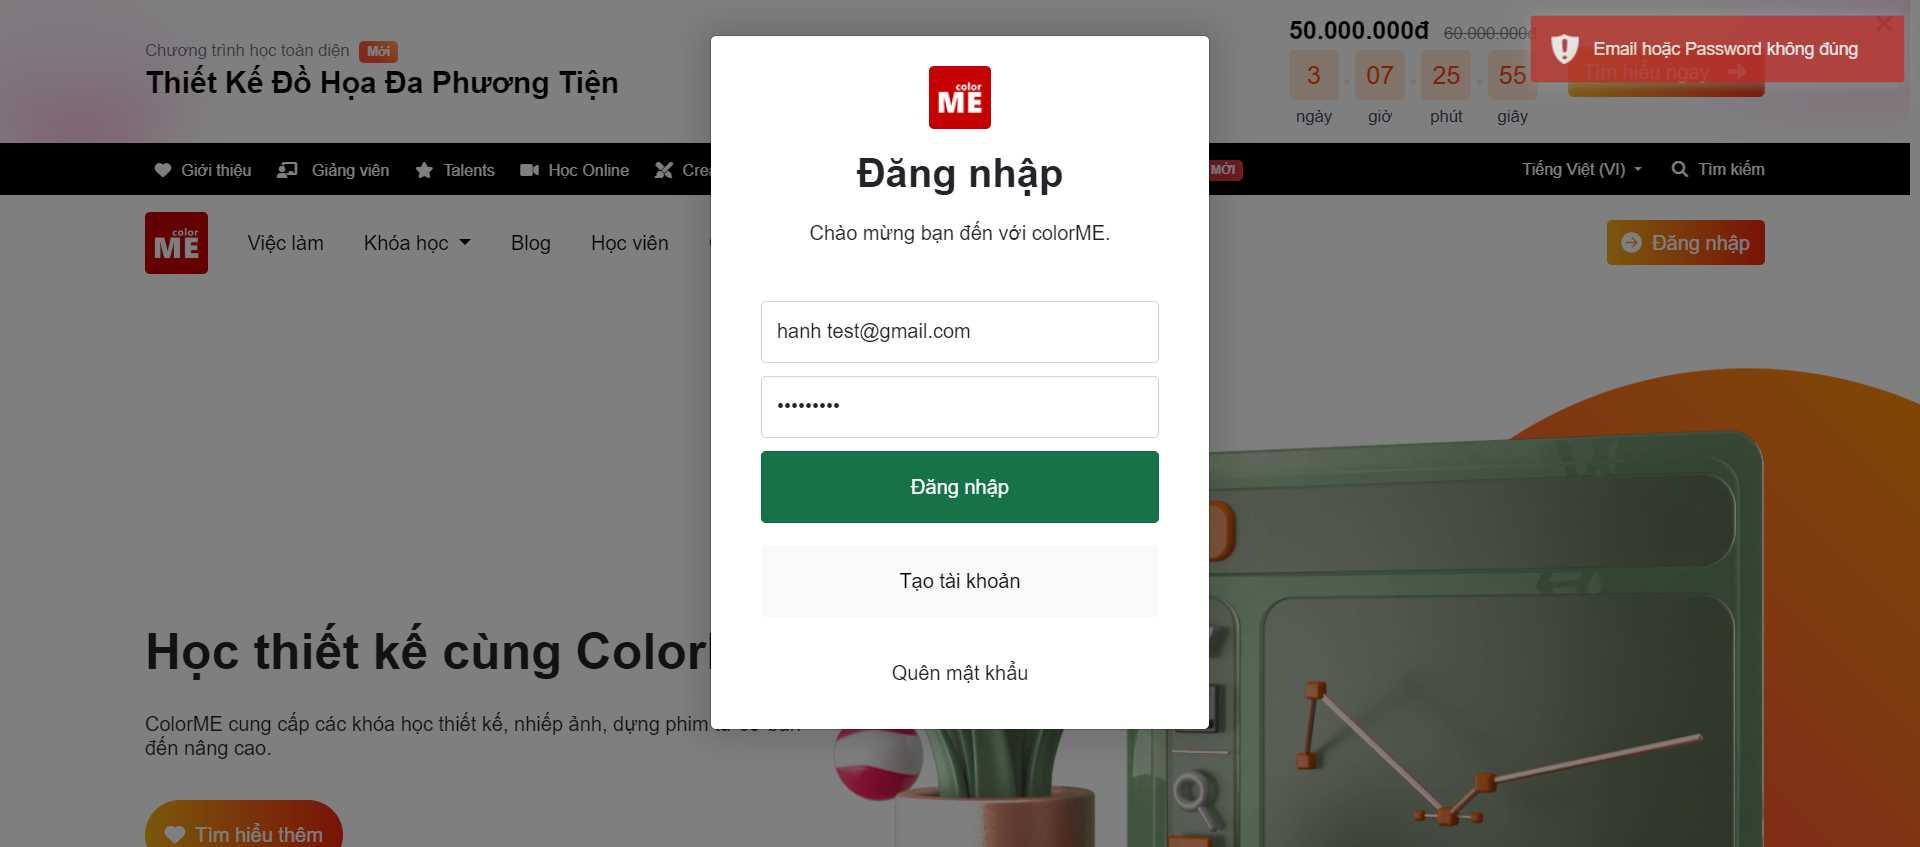 Chương trình học toàn diện Mới
Thiết Kế Đồ Họa Đa Phương Tiện
50.000.000đ 60.000.000đ
3 . 07 . 25 . 55
ngày giờ phút giây
Tìm hiểu ngay
Email hoặc Password không đúng
Giới thiệu Giảng viên Talents Học Online Crea
MỚI
Tiếng Việt (VI) Tìm kiếm
color
ME
Việc làm Khóa học Blog Học viên
Đăng nhập
color
ME
Đăng nhập
Chào mừng bạn đến với colorME.
hanh test@gmail.com
•••••••••
Đăng nhập
Tạo tài khoản
Quên mật khẩu
Học thiết kế cùng Color
ColorME cung cấp các khóa học thiết kế, nhiếp ảnh, dựng phim từ cơ bản
đến nâng cao.
Tìm hiểu thêm